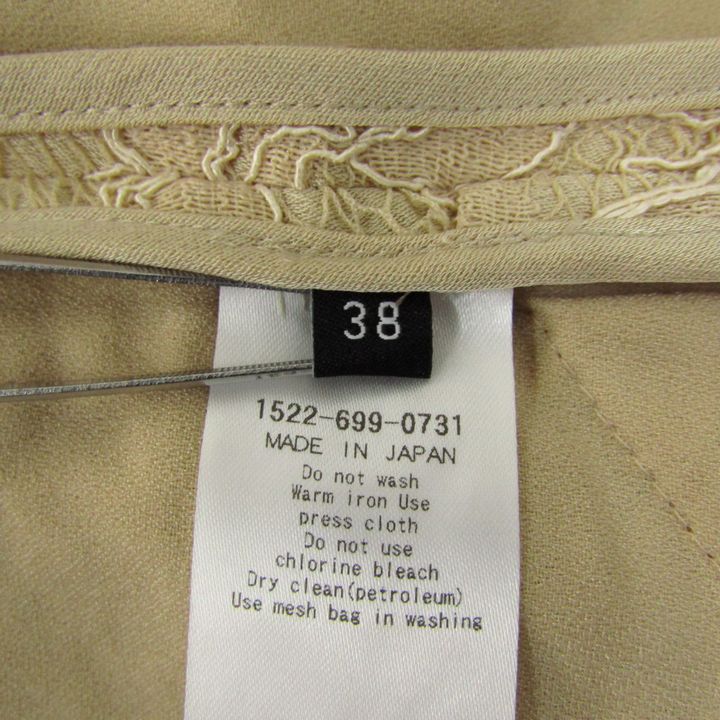 38
1522-699-0731
MADE IN JAPAN
Do not wash
Warm iron Use
press cloth
Do not use
chlorine bleach
Dry clean(petroleum)
Use mesh bag in washing